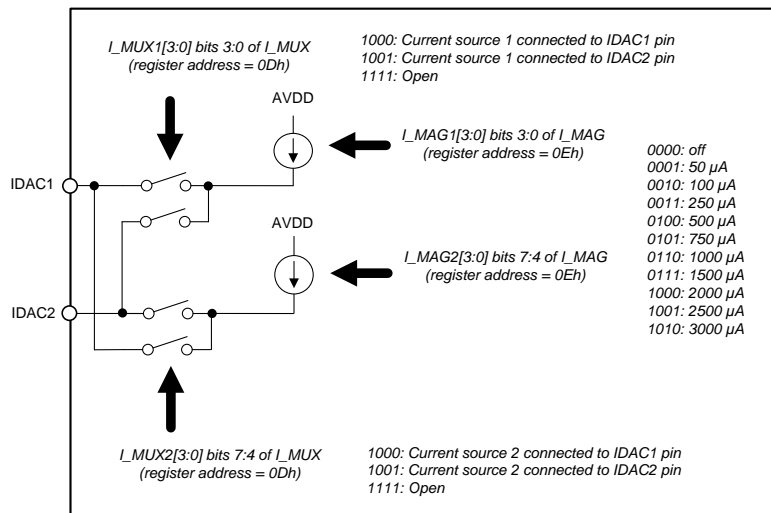 I_MUX1[3:0] bits 3:0 of I_MUX
(register address = 0Dh)
1000: Current source 1 connected to IDAC1 pin
1001: Current source 1 connected to IDAC2 pin
1111: Open
AVDD
I_MAG1[3:0] bits 3:0 of I_MAG
(register address = 0Eh)
IDAC1
AVDD
I_MAG2[3:0] bits 7:4 of I_MAG
(register address = 0Eh)
IDAC2
0000: off
0001: 50 µA
0010: 100 µA
0011: 250 µA
0100: 500 µA
0101: 750 µA
0110: 1000 µA
0111: 1500 µA
1000: 2000 µA
1001: 2500 µA
1010: 3000 µA
I_MUX2[3:0] bits 7:4 of I_MUX
(register address = 0Dh)
1000: Current source 2 connected to IDAC1 pin
1001: Current source 2 connected to IDAC2 pin
1111: Open